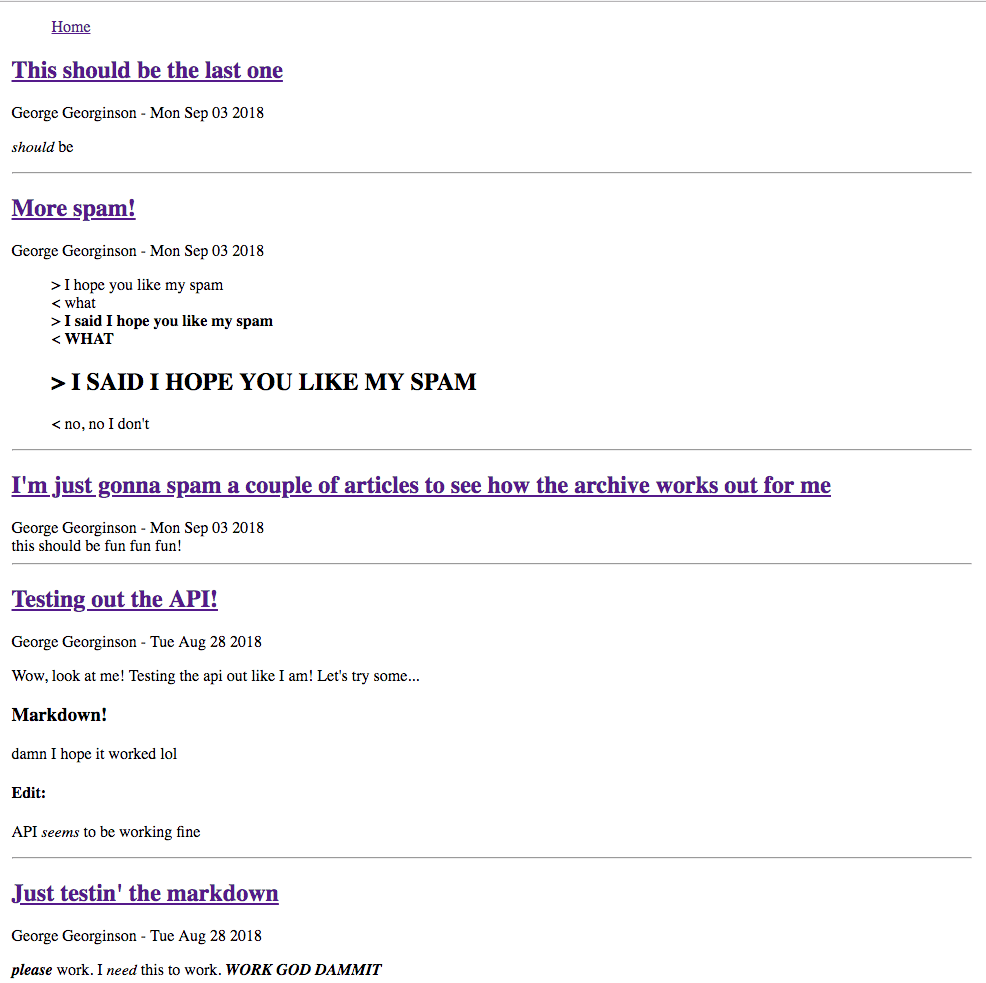 Home
This should be the last one
George Georginson - Mon Sep 03 2018
should be
More spam!
George Georginson - Mon Sep 03 2018
> I hope you like my spam
< what
> I said I hope you like my spam
< WHAT
> I SAID I HOPE YOU LIKE MY SPAM
< no, no I don't
I'm just gonna spam a couple of articles to see how the archive works out for me
George Georginson - Mon Sep 03 2018
this should be fun fun fun!
Testing out the API!
George Georginson - Tue Aug 28 2018
Wow, look at me! Testing the api out like I am! Let's try some...
Markdown!
damn I hope it worked lol
Edit:
API seems to be working fine
Just testin' the markdown
George Georginson - Tue Aug 28 2018
please work. I need this to work. WORK GOD DAMMIT